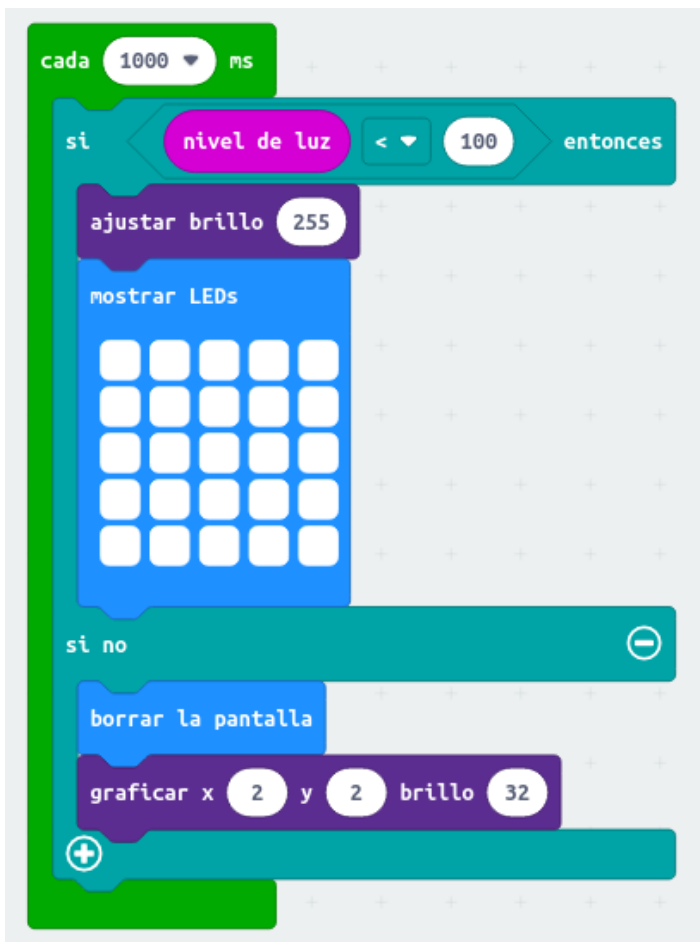 cada 1000 ms
si nivel de luz < 100 entonces
ajustar brillo 255
mostrar LEDs
si no
borrar la pantalla
graficar x 2 y 2 brillo 32